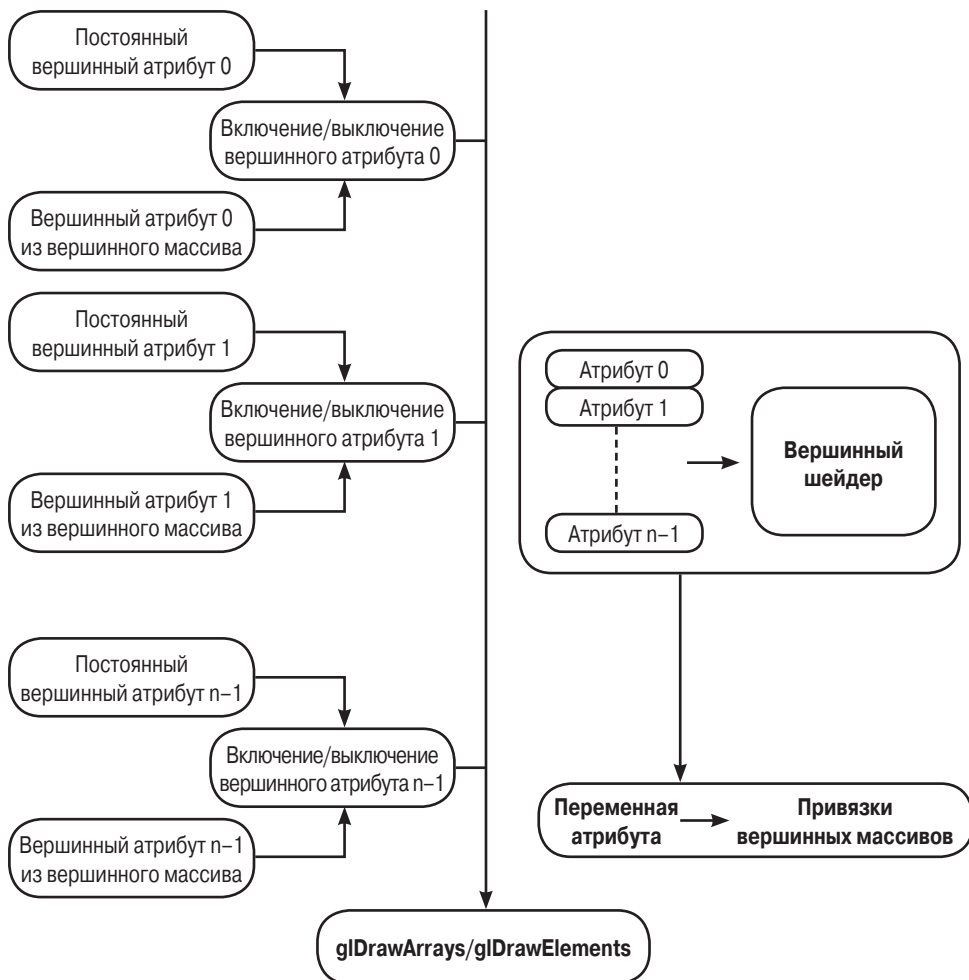 Постоянный
вершинный атрибут 0
Включение/выключение
вершинного атрибута 0
Вершинный атрибут 0
из вершинного массива
Постоянный
вершинный атрибут 1
Включение/выключение
вершинного атрибута 1
Вершинный атрибут 1
из вершинного массива
Постоянный
вершинный атрибут n–1
Включение/выключение
вершинного атрибута n–1
Вершинный атрибут n–1
из вершинного массива
Атрибут 0
Атрибут 1
Атрибут n–1
Вершинный
шейдер
Переменная
атрибута
Привязки
вершинных массивов
glDrawArrays/glDrawElements